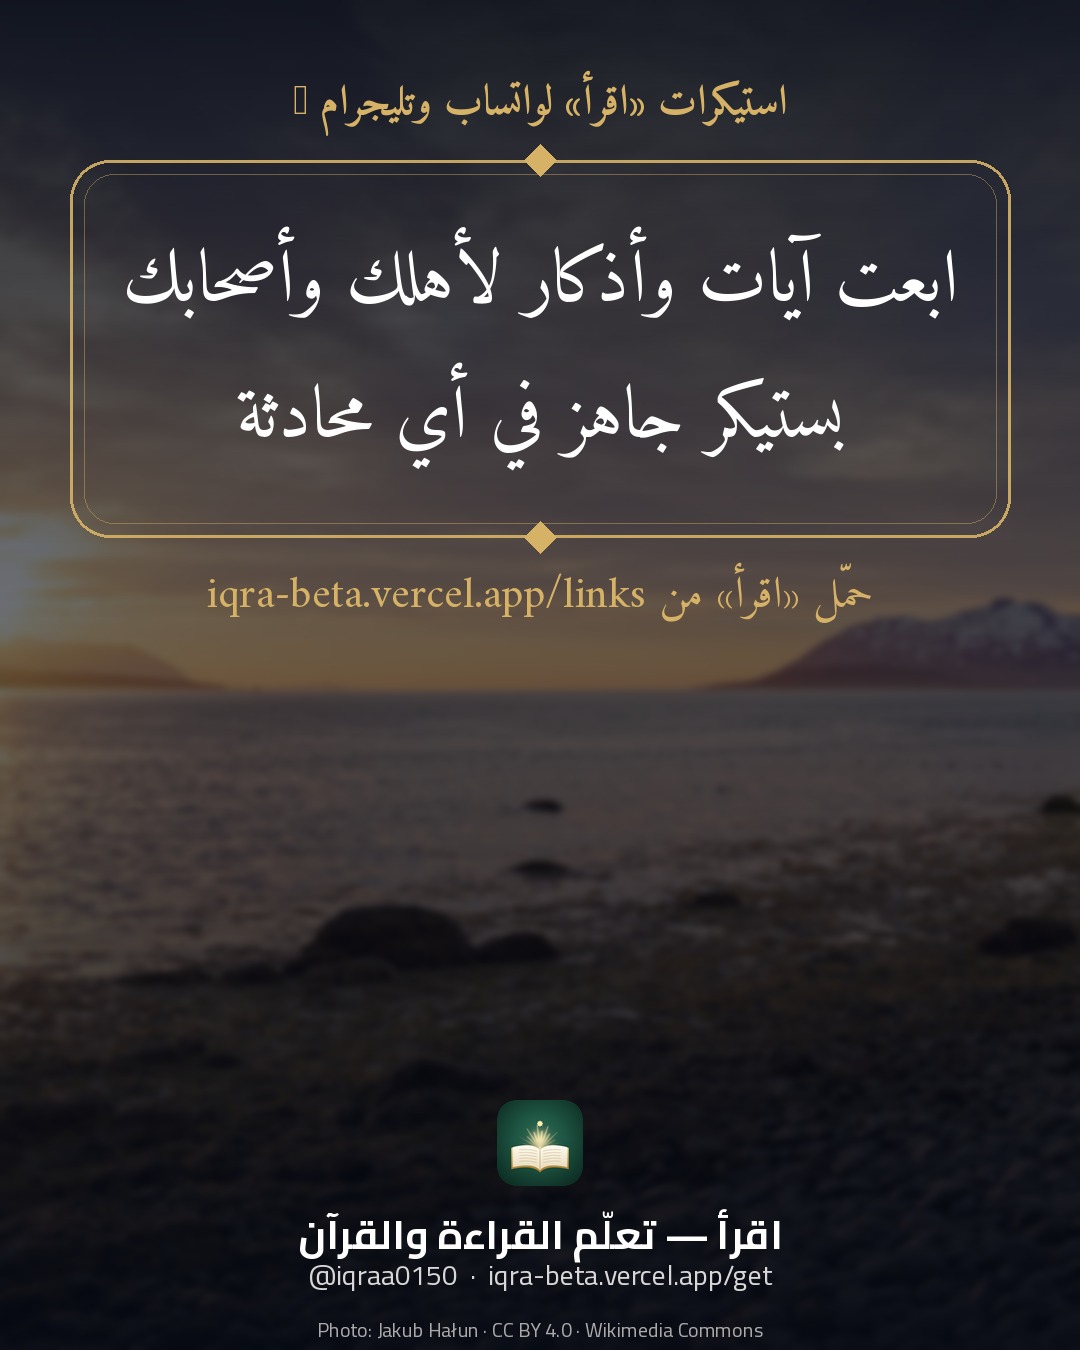 استيكرات «اقرأ» لواتساب وتليجرام
ابعت آيات وأذكار لأهلك وأصحابك
بستيكر جاهز في أي محادثة
حمّل «اقرأ» من iqra-beta.vercel.app/links
اقرأ — تعلّم القراءة والقرآن
@iqraa0150 · iqra-beta.vercel.app/get
Photo: Jakub Hałun · CC BY 4.0 · Wikimedia Commons